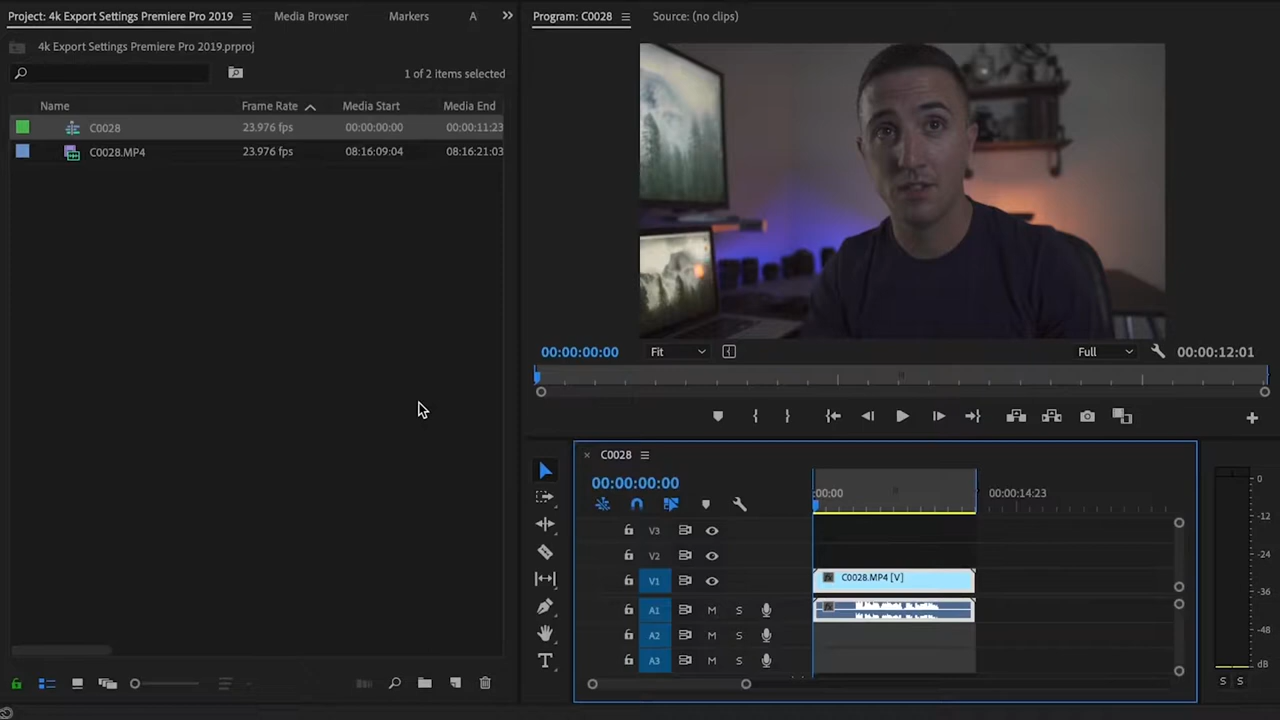 Project: 4k Export Settings Premiere Pro 2019
Media Browser
Markers
A
Program: C0028
Source: (no clips)
4k Export Settings Premiere Pro 2019.prproj
1 of 2 items selected
Name
Frame Rate
Media Start
Media End
C0028
23.976 fps
00:00:00:00
00:00:11:23
C0028.MP4
23.976 fps
08:16:09:04
08:16:21:03
00:00:00:00
Fit
Full
00:00:12:01
C0028
00:00:00:00
:00:00
00:00:14:23
V3
V2
V1
C0028.MP4 [V]
A1
M
S
A2
M
S
A3
M
S
0
-12
-24
-36
-48
dB
S
S